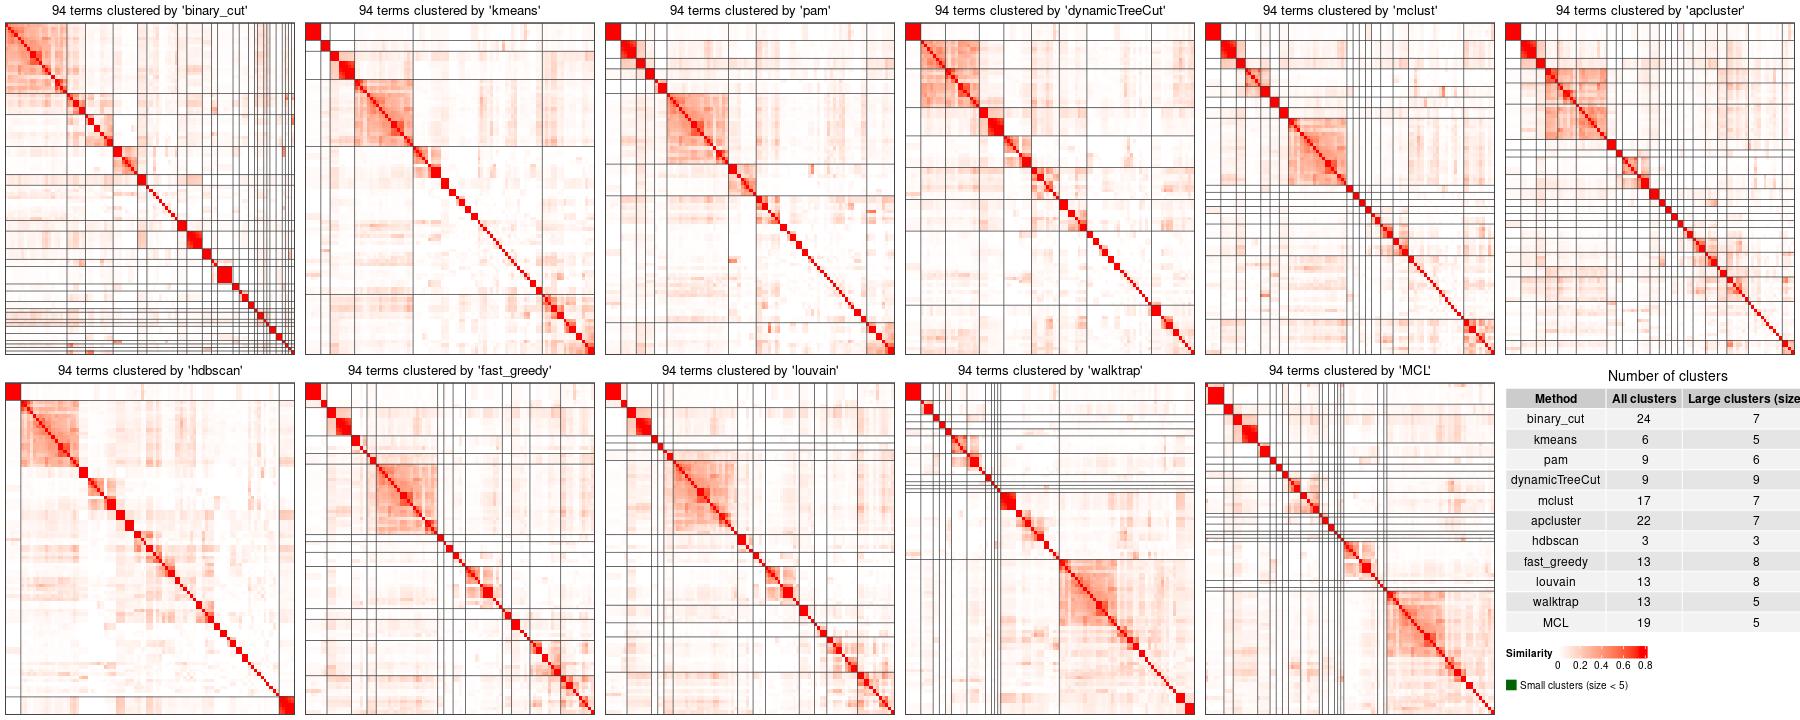 94 terms clustered by 'binary_cut'
94 terms clustered by 'kmeans'
94 terms clustered by 'pam'
94 terms clustered by 'dynamicTreeCut'
94 terms clustered by 'mclust'
94 terms clustered by 'apcluster'
94 terms clustered by 'hdbscan'
94 terms clustered by 'fast_greedy'
94 terms clustered by 'louvain'
94 terms clustered by 'walktrap'
94 terms clustered by 'MCL'
Number of clusters
Method All clusters Large clusters (size
binary_cut 24 7
kmeans 6 5
pam 9 6
dynamicTreeCut 9 9
mclust 17 7
apcluster 22 7
hdbscan 3 3
fast_greedy 13 8
louvain 13 8
walktrap 13 5
MCL 19 5
Similarity
0 0.2 0.4 0.6 0.8
Small clusters (size < 5)